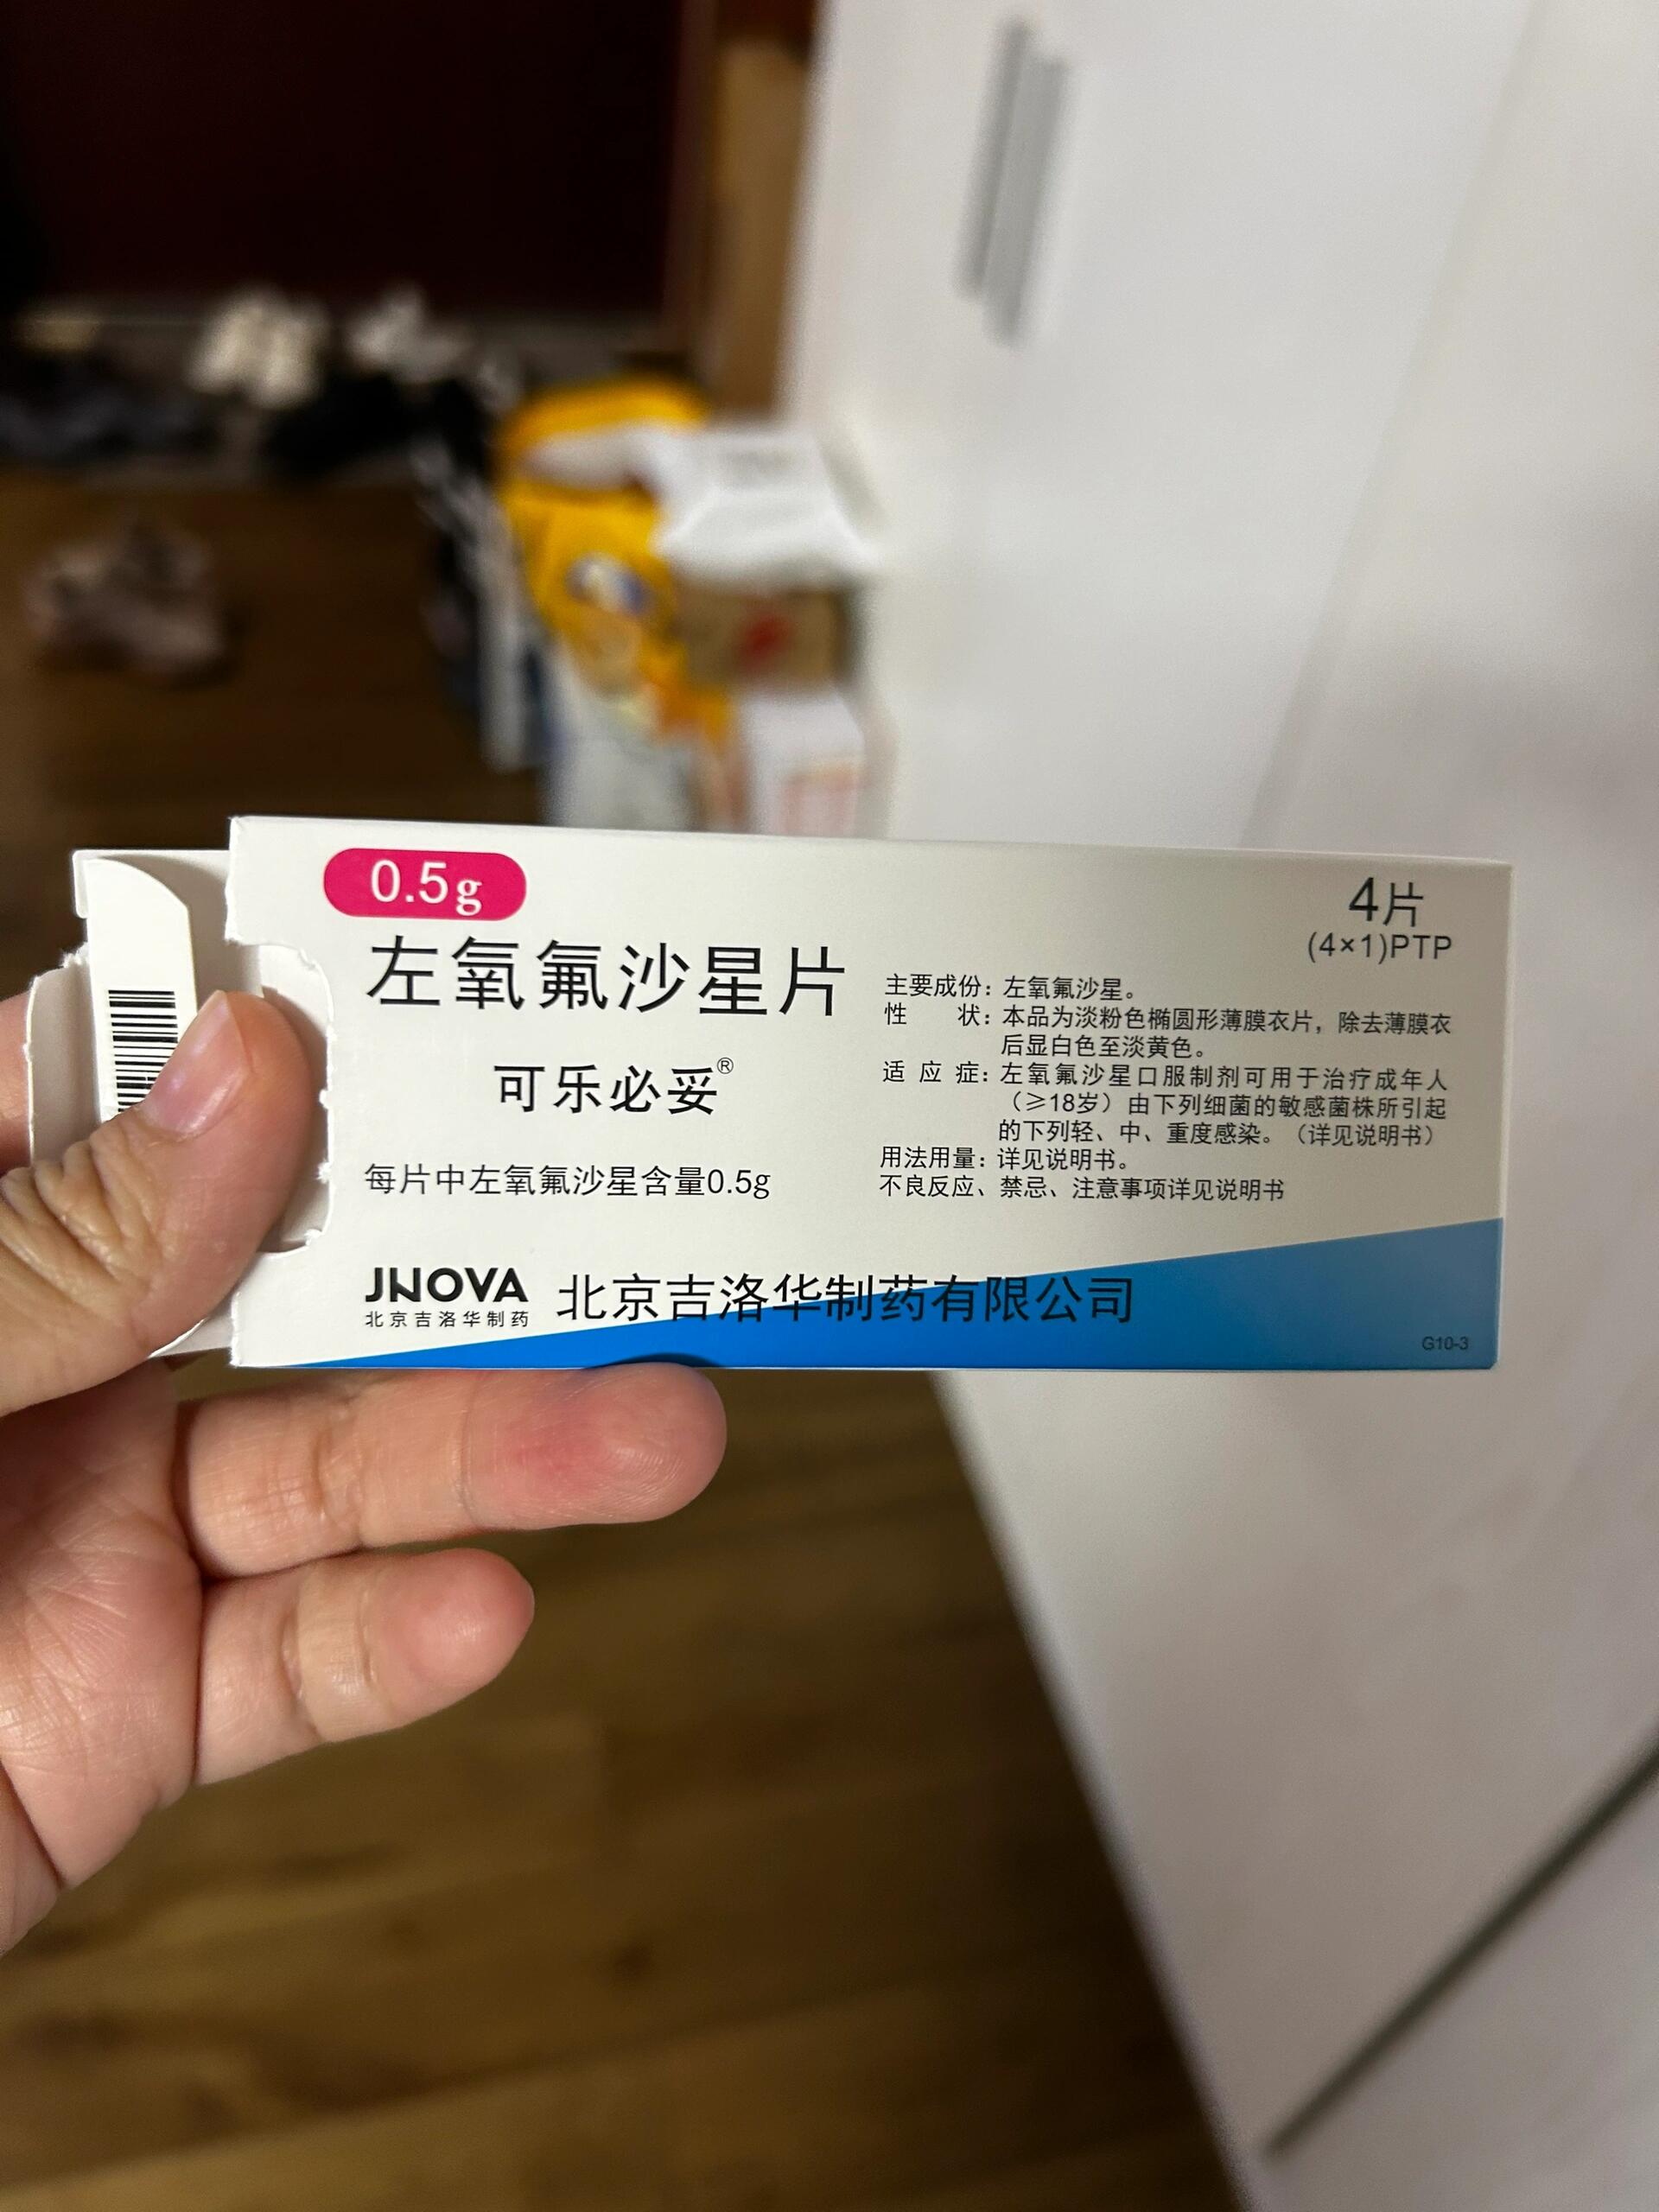 0.5g
4片
(4×1)PTP
左氧氟沙星片
可乐必妥®
每片中左氧氟沙星含量0.5g
主要成份：左氧氟沙星。
性　　状：本品为淡粉色椭圆形薄膜衣片，除去薄膜衣
后显白色至淡黄色。
适 应 症：左氧氟沙星口服制剂可用于治疗成年人
（≥18岁）由下列细菌的敏感菌株所引起
的下列轻、中、重度感染。（详见说明书）
用法用量：详见说明书。
不良反应、禁忌、注意事项详见说明书
JNOVA
北京吉洛华制药
北京吉洛华制药有限公司
G10-3